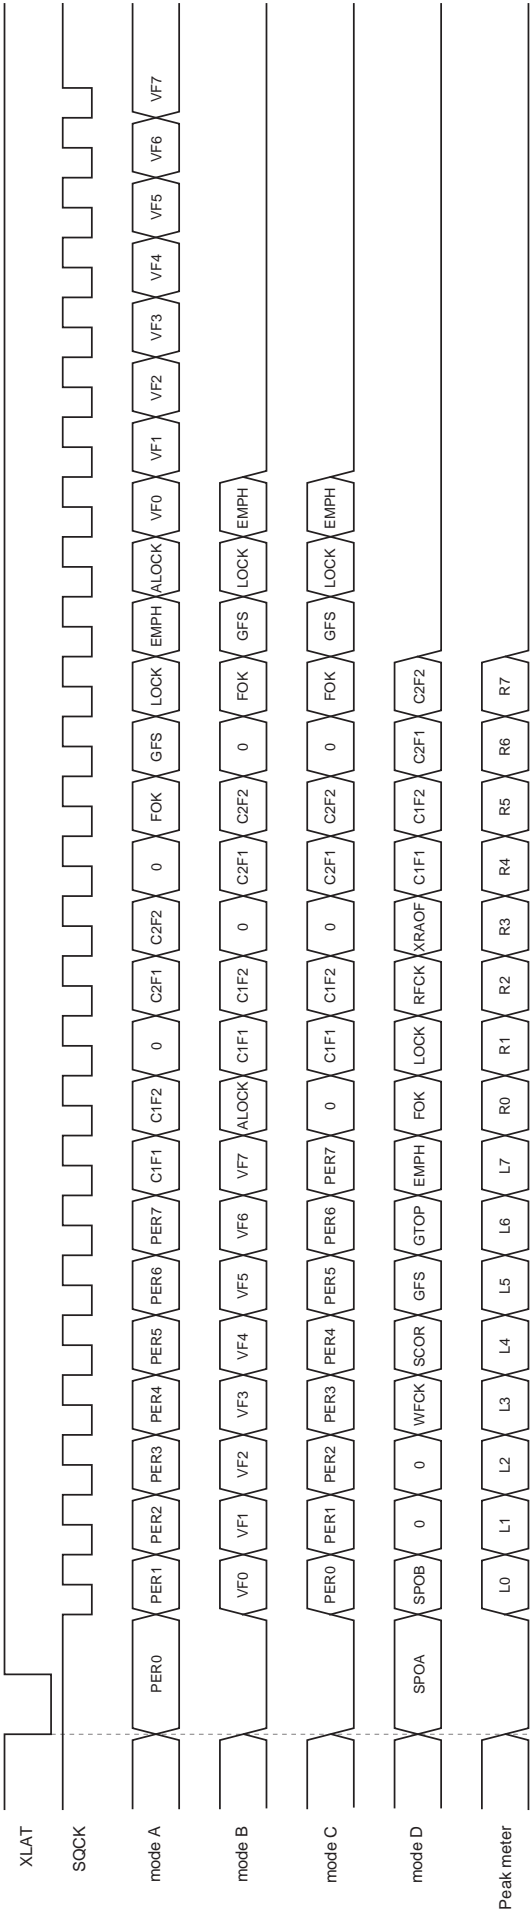 XLAT
SQCK
mode A PER0 PER1 PER2 PER3 PER4 PER5 PER6 PER7 C1F1 C1F2 0 C2F1 C2F2 0 FOK GFS LOCK EMPH ALOCK VF0 VF1 VF2 VF3 VF4 VF5 VF6 VF7
mode B VF0 VF1 VF2 VF3 VF4 VF5 VF6 VF7 ALOCK C1F1 C1F2 0 C2F1 C2F2 0 FOK GFS LOCK EMPH
mode C PER0 PER1 PER2 PER3 PER4 PER5 PER6 PER7 0 C1F1 C1F2 0 C2F1 C2F2 0 FOK GFS LOCK EMPH
mode D SPOA SPOB 0 0 WFCK SCOR GFS GTOP EMPH FOK LOCK RFCK XRAOF C1F1 C1F2 C2F1 C2F2
Peak meter L0 L1 L2 L3 L4 L5 L6 L7 R0 R1 R2 R3 R4 R5 R6 R7